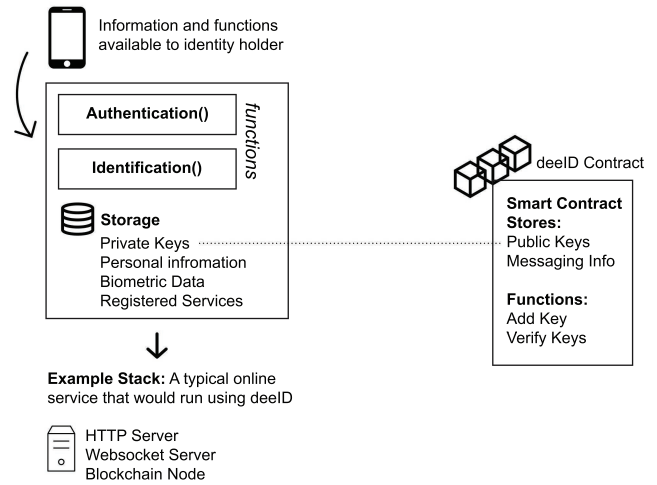 Information and functions
available to identity holder
Authentication()
Identification()
functions
Storage
Private Keys
Personal infromation
Biometric Data
Registered Services
deeID Contract
Smart Contract
Stores:
Public Keys
Messaging Info
Functions:
Add Key
Verify Keys
Example Stack: A typical online
service that would run using deeID
HTTP Server
Websocket Server
Blockchain Node